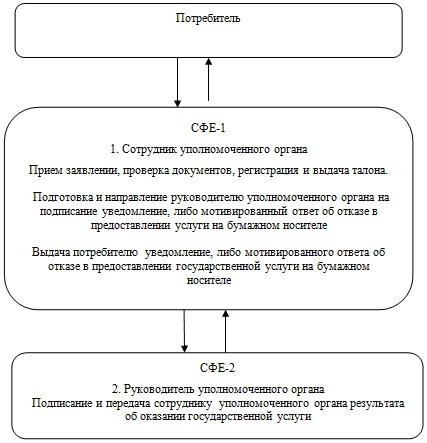 Потребитель
СФЕ-1
1. Сотрудник уполномоченного органа
Прием заявлении, проверка документов, регистрация и выдача талона.
Подготовка и направление руководителю уполномоченного органа на
подписание уведомление, либо мотивированный ответ об отказе в
предоставлении услуги на бумажном носителе
Выдача потребителю уведомление, либо мотивированного ответа об
отказе в предоставлении государственной услуги на бумажном
носителе
СФЕ-2
2. Руководитель уполномоченного органа
Подписание и передача сотруднику уполномоченного органа результата
об оказании государственной услуги